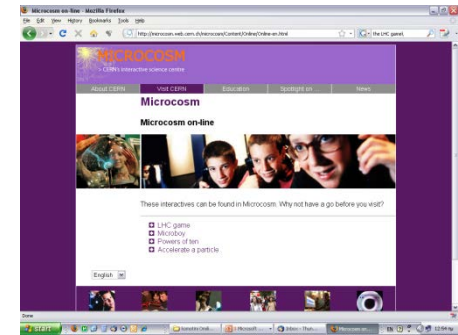 Microcosm on-line - Mozilla Firefox
File Edit View History Bookmarks Tools Help
http://microcosm.web.cern.ch/microcosm/Content/Online/Online-en.html
the LHC game\
MICROCOSM
- CERN's interactive science centre
About CERN Visit CERN Education Spotlight on ... News
Microcosm
Microcosm on-line
These interactives can be found in Microcosm. Why not have a go before you visit?
LHC game
Microboy
Powers of ten
Accelerate a particle
English
Done
start
EN